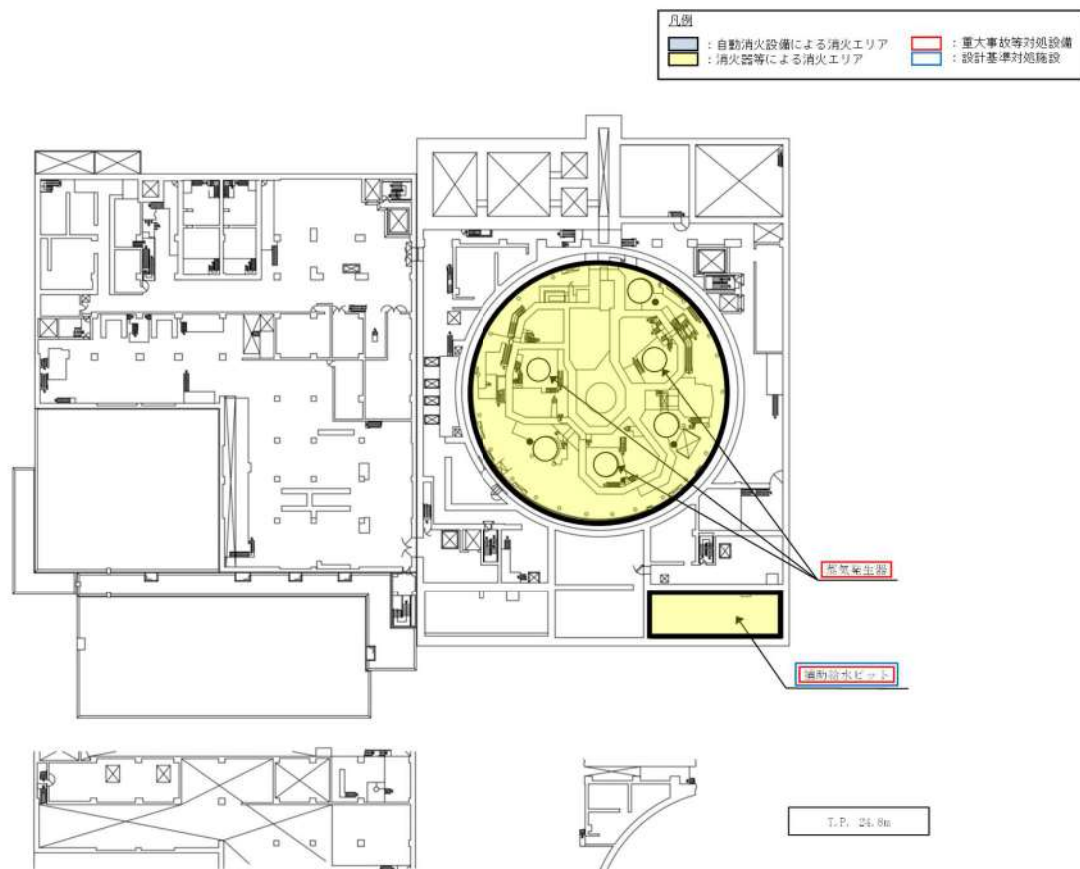 凡例
：自動消火設備による消火エリア
：重大事故等対処設備
：消火器等による消火エリア
：設計基準対処施設
蒸気発生器
補助給水ピット
T.P. 24.8m